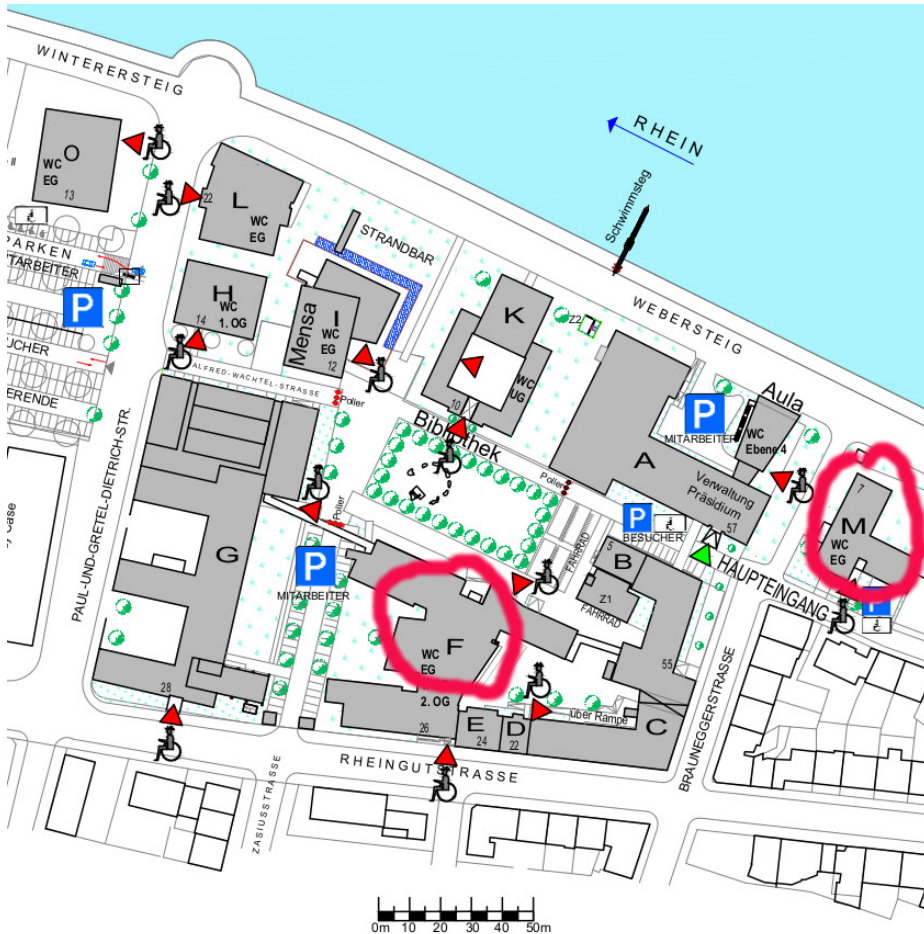 WINTERERSTEIG
RHEIN
Schwimmsteg
O
WC
EG
13
22
L
WC
EG
STRANDBAR
PARKEN
P
H
WC
1. OG
14
Mensa
I
WC
EG
12
K
WC
UG
10
Z2
WEBERSTEIG
ALFRED-WACHTEL-STRASSE
Poller
Bibliothek
Poller
A
P
MITARBEITER
Aula
WC
Ebene 4
Verwaltung
Präsidium
57
7
M
WC
EG
P
PAUL-UND-GRETEL-DIETRICH-STR.
G
28
Poller
P
MITARBEITER
F
WC
EG
2. OG
26
FAHRRAD
P
BESUCHER
5
B
Z1
FAHRRAD
HAUPTEINGANG
55
über Rampe
E
24
D
22
C
BRAUNEGGERSTRASSE
RHEINGUTSTRASSE
ZASIUSSTRASSE
0m 10 20 30 40 50m